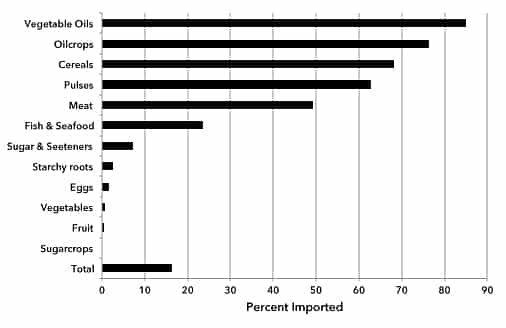 Vegetable Oils
Oilcrops
Cereals
Pulses
Meat
Fish & Seafood
Sugar & Seeteners
Starchy roots
Eggs
Vegetables
Fruit
Sugarcrops
Total
0 10 20 30 40 50 60 70 80 90
Percent Imported